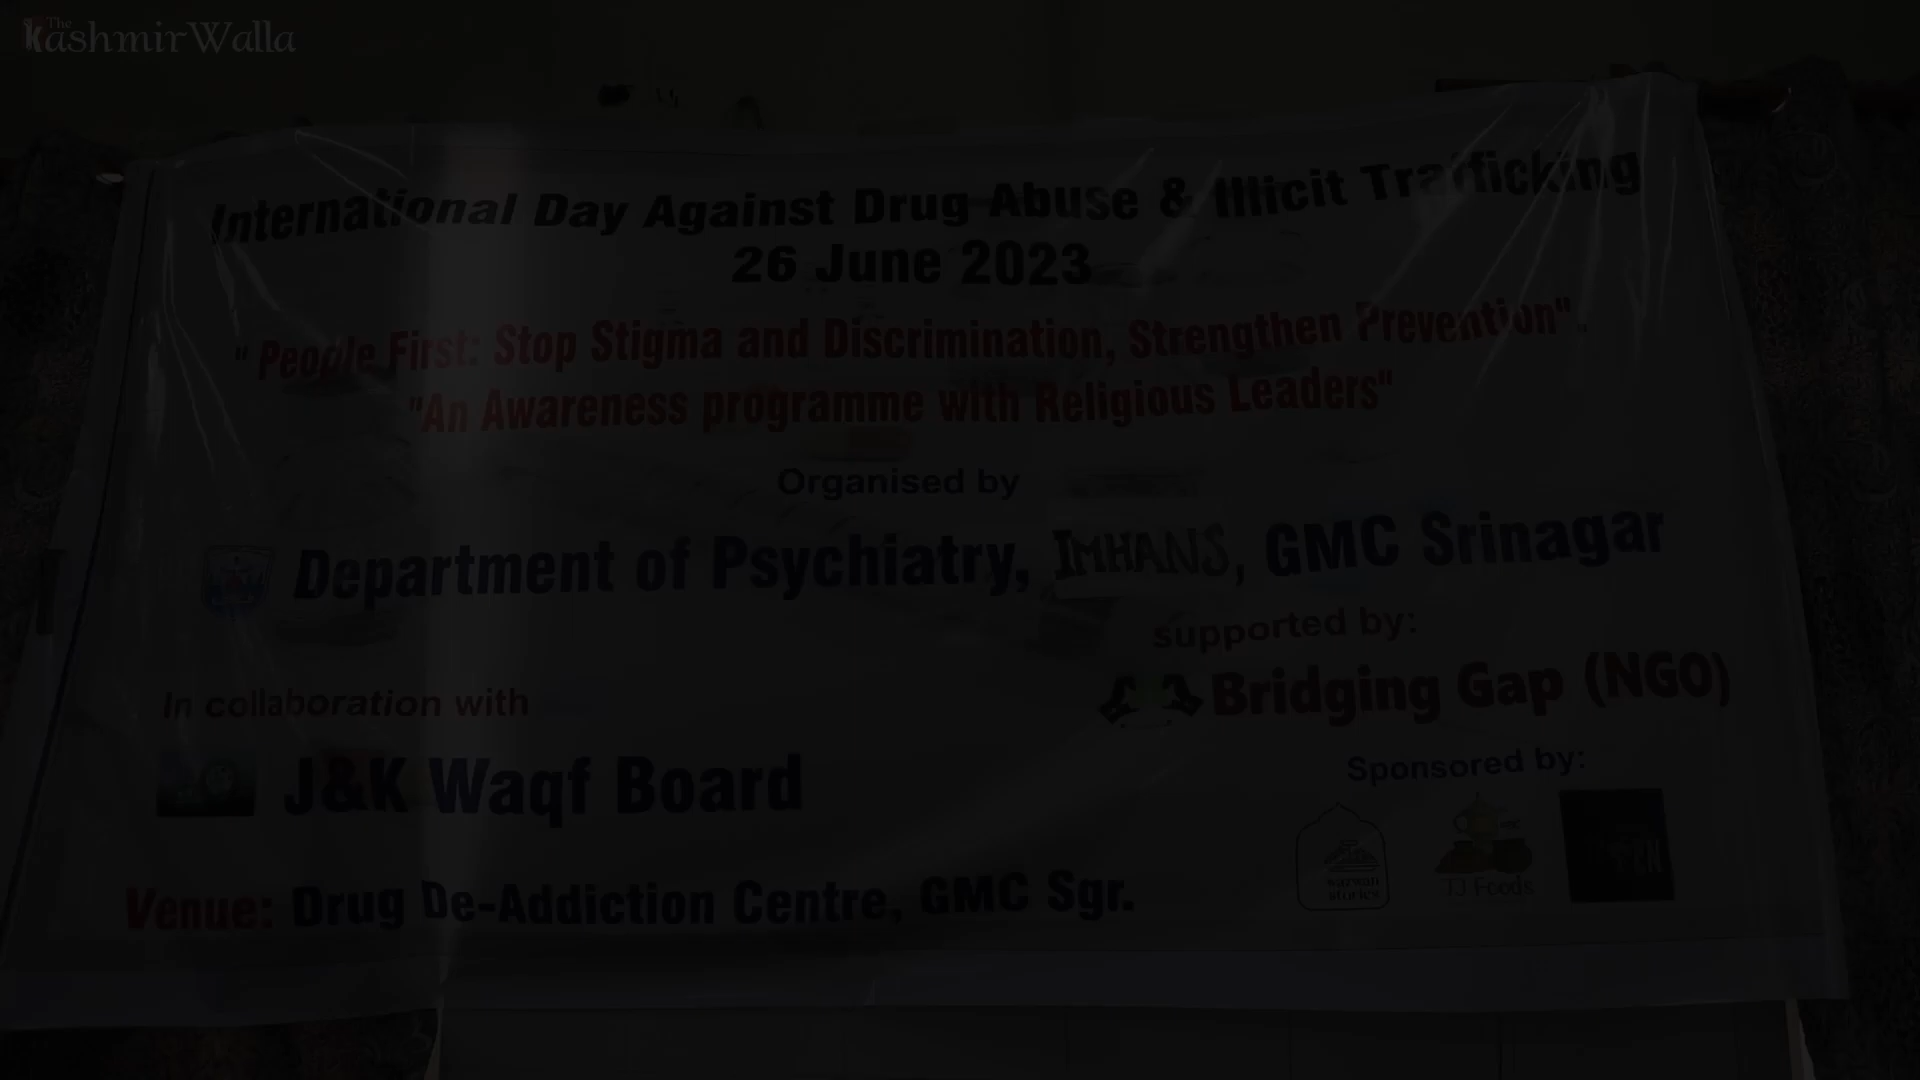 The
KashmirWalla
International Day Against Drug Abuse & Illicit Trafficking
26 June 2023
" People First: Stop Stigma and Discrimination, Strengthen Prevention".
"An Awareness programme with Religious Leaders"
Organised by
Department of Psychiatry, IMHANS, GMC Srinagar
supported by:
Bridging Gap (NGO)
In collaboration with
J&K Waqf Board
Sponsored by:
stories
TJ Foods
Venue: Drug De-Addiction Centre, GMC Sgr.